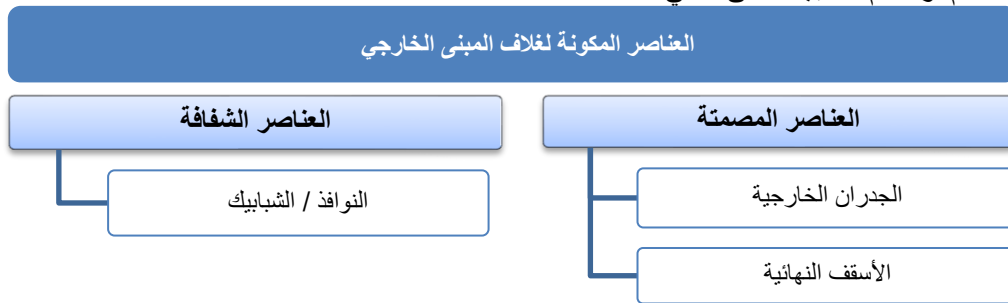 العناصر المكونة لغلاف المبنى الخارجي
العناصر المصمتة
الجدران الخارجية
الأسقف النهائية
العناصر الشفافة
النوافذ / الشبابيك